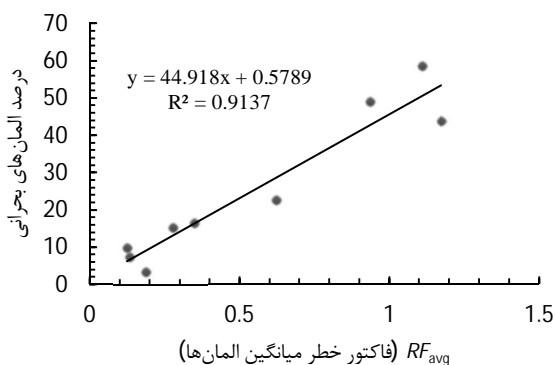 70
60
50
40
30
20
10
0
درصد المان‌های بحرانی
y = 44.918x + 0.5789
R² = 0.9137
0 0.5 1 1.5
RFavg (فاکتور خطر میانگین المان‌ها)